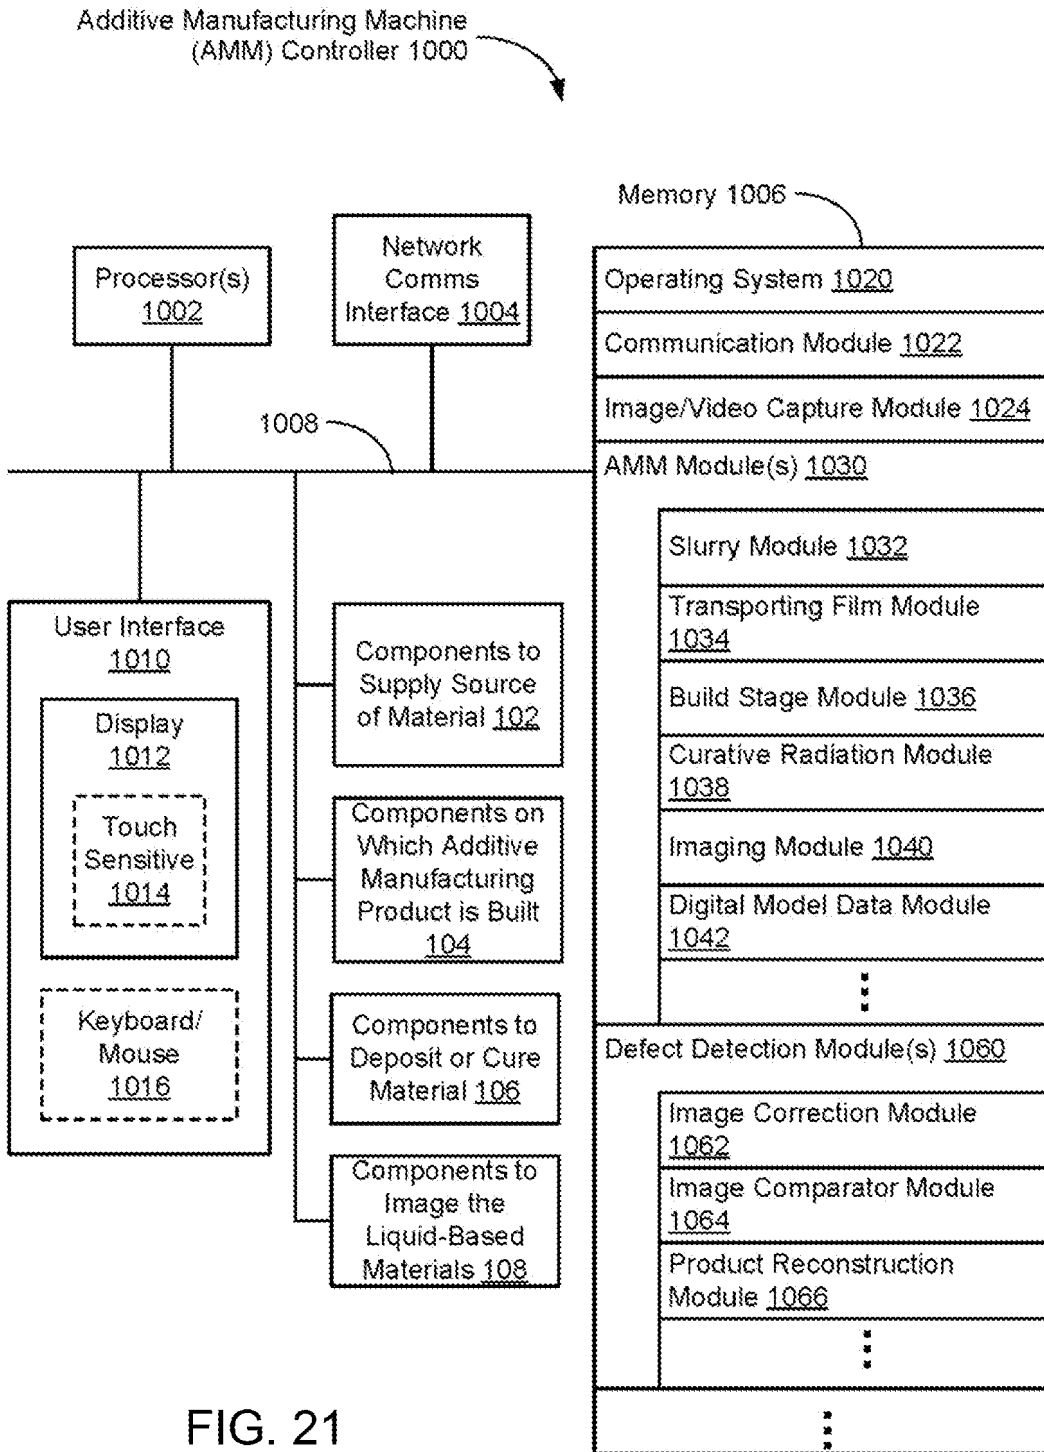 Additive Manufacturing Machine
(AMM) Controller 1000
Memory 1006
Processor(s)
1002
Network
Comms
Interface 1004
1008
User Interface
1010
Display
1012
Touch
Sensitive
1014
Keyboard/
Mouse
1016
Components to
Supply Source
of Material 102
Components on
Which Additive
Manufacturing
Product is Built
104
Components to
Deposit or Cure
Material 106
Components to
Image the
Liquid-Based
Materials 108
Operating System 1020
Communication Module 1022
Image/Video Capture Module 1024
AMM Module(s) 1030
Slurry Module 1032
Transporting Film Module
1034
Build Stage Module 1036
Curative Radiation Module
1038
Imaging Module 1040
Digital Model Data Module
1042
Defect Detection Module(s) 1060
Image Correction Module
1062
Image Comparator Module
1064
Product Reconstruction
Module 1066
FIG. 21